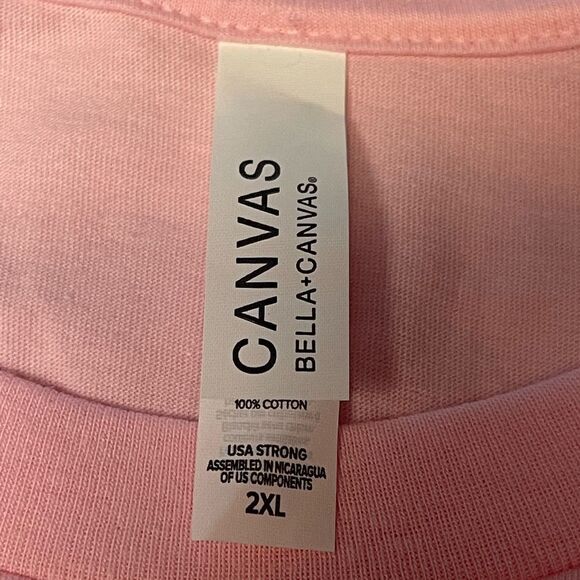 CANVAS
BELLA+CANVAS®
100% COTTON
USA STRONG
ASSEMBLED IN NICARAGUA
OF US COMPONENTS
2XL